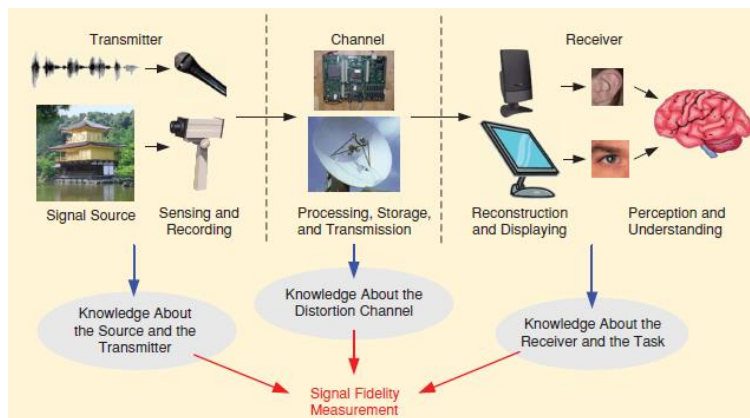 Transmitter
Channel
Receiver
Signal Source
Sensing and
Recording
Processing, Storage,
and Transmission
Reconstruction
and Displaying
Perception and
Understanding
Knowledge About
the Source and the
Transmitter
Knowledge About the
Distortion Channel
Knowledge About the
Receiver and the Task
Signal Fidelity
Measurement